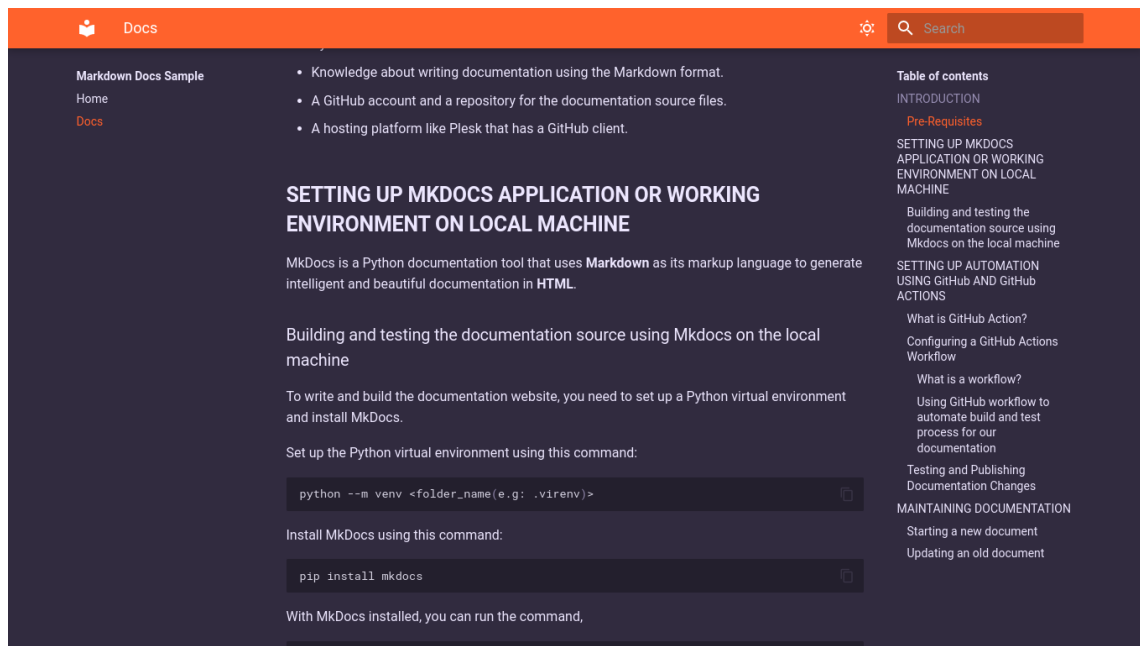 Docs
Search
Markdown Docs Sample
Home
Docs
Knowledge about writing documentation using the Markdown format.
A GitHub account and a repository for the documentation source files.
A hosting platform like Plesk that has a GitHub client.
SETTING UP MKDOCS APPLICATION OR WORKING
ENVIRONMENT ON LOCAL MACHINE
MkDocs is a Python documentation tool that uses Markdown as its markup language to generate
intelligent and beautiful documentation in HTML.
Building and testing the documentation source using Mkdocs on the local
machine
To write and build the documentation website, you need to set up a Python virtual environment
and install MkDocs.
Set up the Python virtual environment using this command:
python --m venv <folder_name(e.g: .virenv)>
Install MkDocs using this command:
pip install mkdocs
With MkDocs installed, you can run the command,
Table of contents
INTRODUCTION
Pre-Requisites
SETTING UP MKDOCS
APPLICATION OR WORKING
ENVIRONMENT ON LOCAL
MACHINE
Building and testing the
documentation source using
Mkdocs on the local machine
SETTING UP AUTOMATION
USING GitHub AND GitHub
ACTIONS
What is GitHub Action?
Configuring a GitHub Actions
Workflow
What is a workflow?
Using GitHub workflow to
automate build and test
process for our
documentation
Testing and Publishing
Documentation Changes
MAINTAINING DOCUMENTATION
Starting a new document
Updating an old document